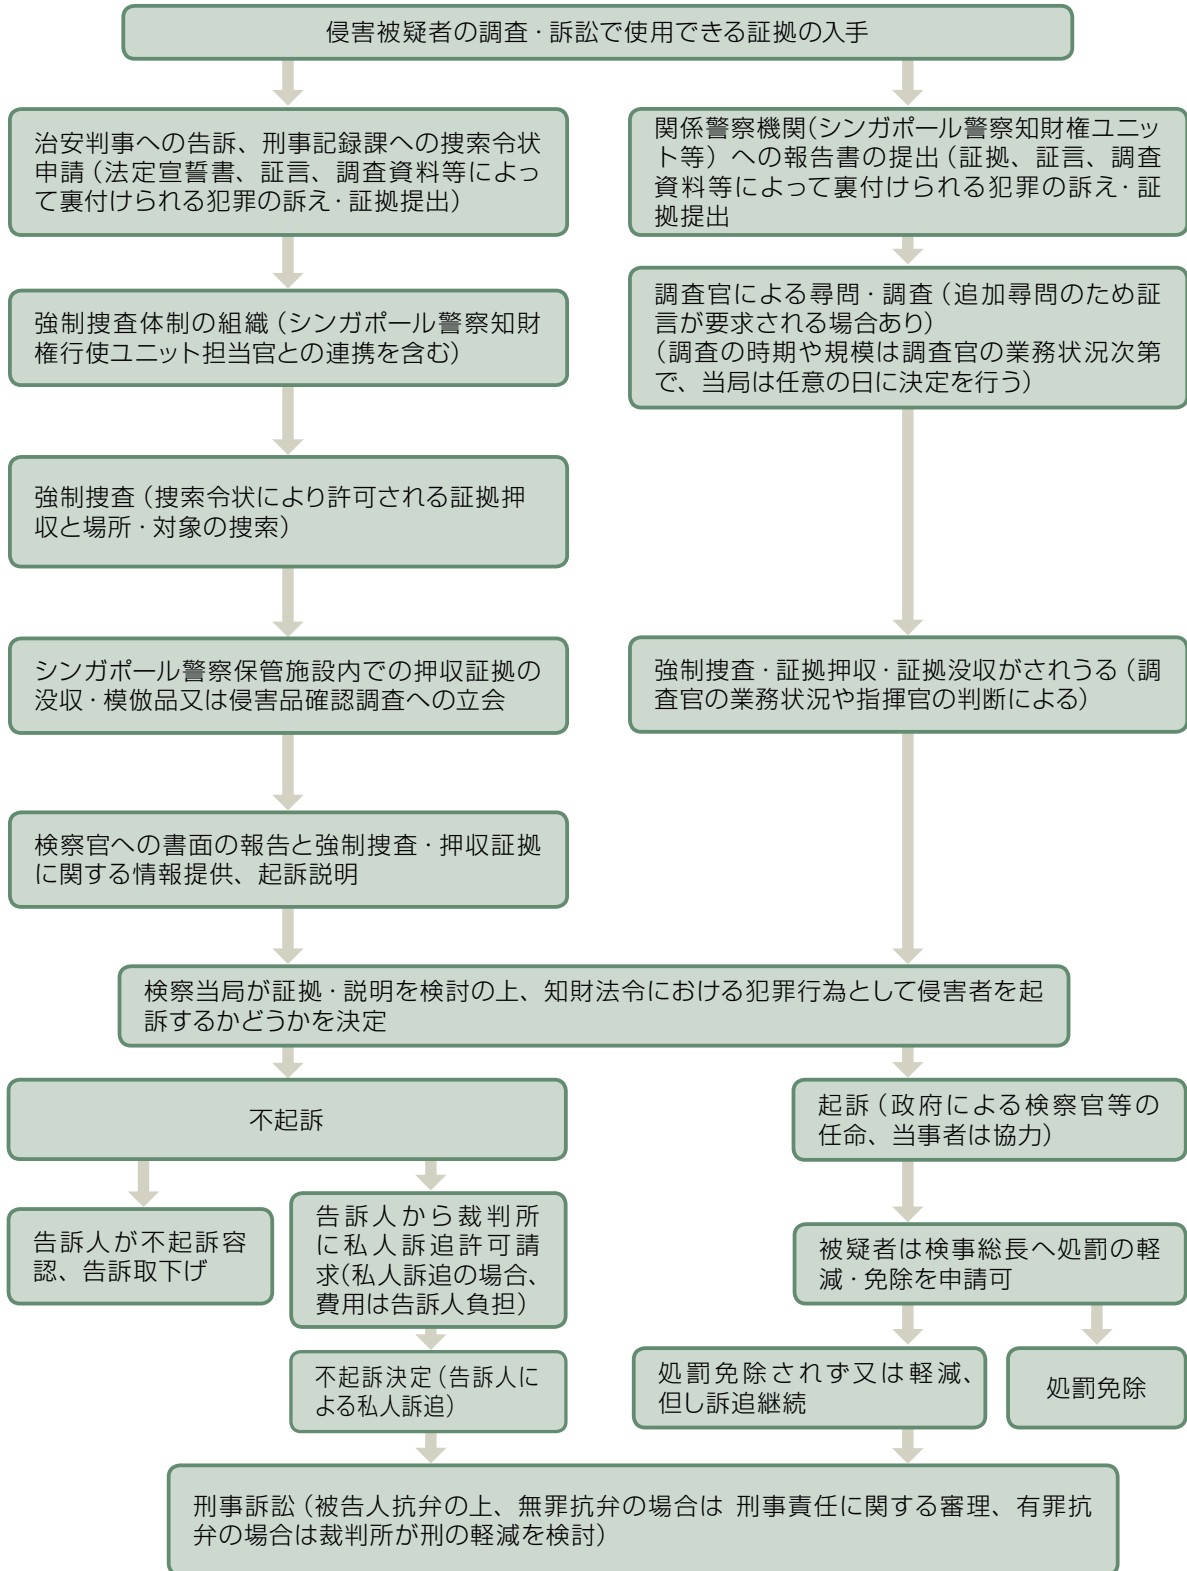 侵害被疑者の調査・訴訟で使用できる証拠の入手
治安判事への告訴、刑事記録課への捜索令状
申請（法定宣誓書、証言、調査資料等によっ
て裏付けられる犯罪の訴え・証拠提出）
関係警察機関(シンガポール警察知財権ユニッ
ト等）への報告書の提出（証拠、証言、調査
資料等によって裏付けられる犯罪の訴え・証
拠提出
強制捜査体制の組織（シンガポール警察知財
権行使ユニット担当官との連携を含む）
調査官による尋問・調査（追加尋問のため証
言が要求される場合あり）
（調査の時期や規模は調査官の業務状況次第
で、当局は任意の日に決定を行う）
強制捜査（捜索令状により許可される証拠押
収と場所・対象の捜索）
シンガポール警察保管施設内での押収証拠の
没収・模倣品又は侵害品確認調査への立会
強制捜査・証拠押収・証拠没収がされうる（調
査官の業務状況や指揮官の判断による）
検察官への書面の報告と強制捜査・押収証拠
に関する情報提供、起訴説明
検察当局が証拠・説明を検討の上、知財法令における犯罪行為として侵害者を起
訴するかどうかを決定
不起訴
起訴（政府による検察官等の
任命、当事者は協力）
告訴人が不起訴容
認、告訴取下げ
告訴人から裁判所
に私人訴追許可請
求(私人訴追の場合、
費用は告訴人負担）
被疑者は検事総長へ処罰の軽
減・免除を申請可
不起訴決定（告訴人に
よる私人訴追）
処罰免除されず又は軽減、
但し訴追継続
処罰免除
刑事訴訟（被告人抗弁の上、無罪抗弁の場合は 刑事責任に関する審理、有罪抗
弁の場合は裁判所が刑の軽減を検討）